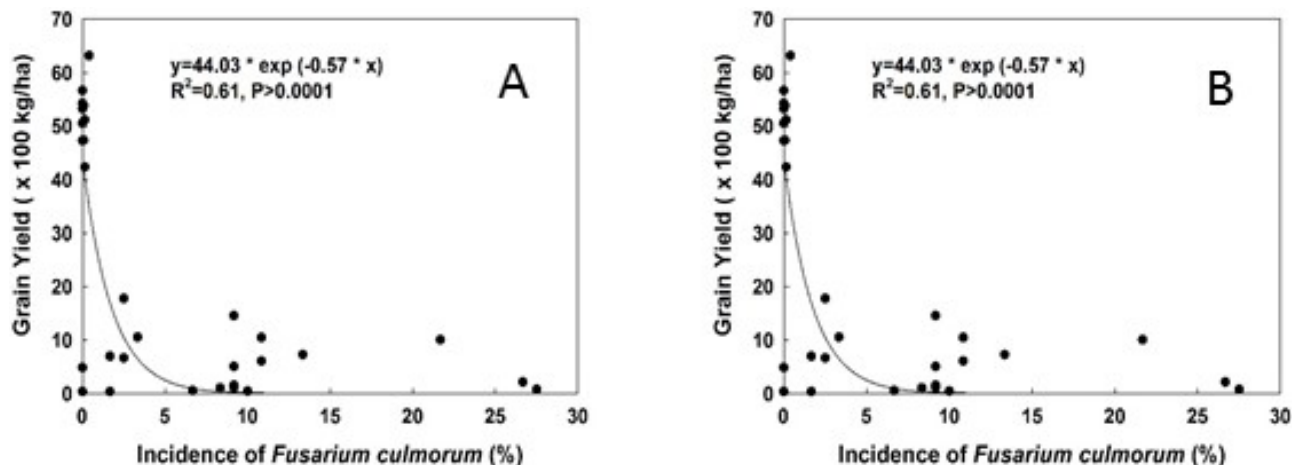 70
60
50
40
30
20
10
0
Grain Yield ( x 100 kg/ha)
y=44.03 * exp (-0.57 * x)
R²=0.61, P>0.0001
A
0 5 10 15 20 25 30
Incidence of Fusarium culmorum (%)
70
60
50
40
30
20
10
0
Grain Yield ( x 100 kg/ha)
y=44.03 * exp (-0.57 * x)
R²=0.61, P>0.0001
B
0 5 10 15 20 25 30
Incidence of Fusarium culmorum (%)